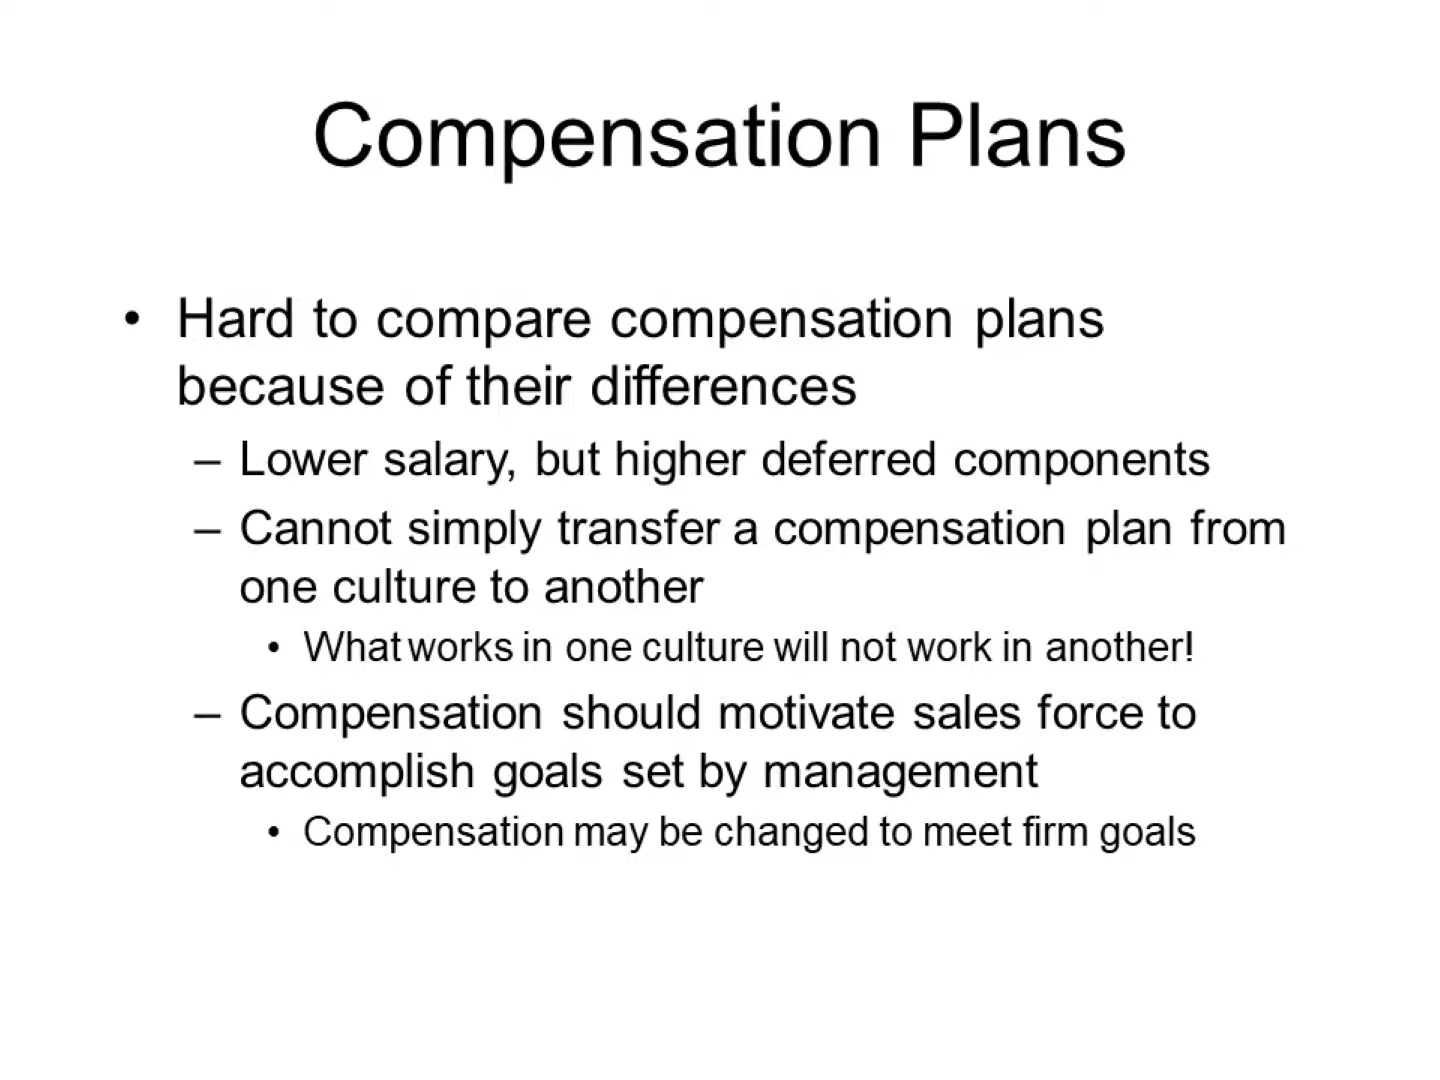 Compensation Plans
• Hard to compare compensation plans
because of their differences
– Lower salary, but higher deferred components
– Cannot simply transfer a compensation plan from
one culture to another
• What works in one culture will not work in another!
– Compensation should motivate sales force to
accomplish goals set by management
• Compensation may be changed to meet firm goals